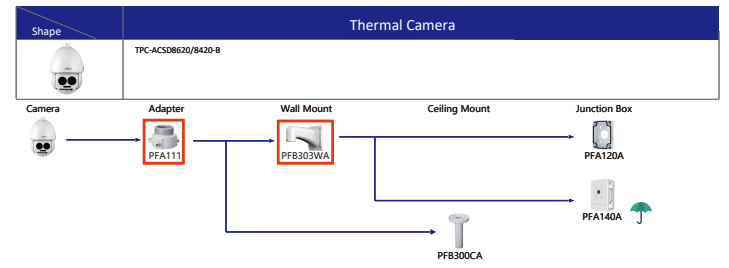 Shape
Thermal Camera
TPC-ACSD8620/8420-B
Camera
Adapter
Wall Mount
Ceiling Mount
Junction Box
PFA111
PFB303WA
PFA120A
PFA140A
PFB300CA